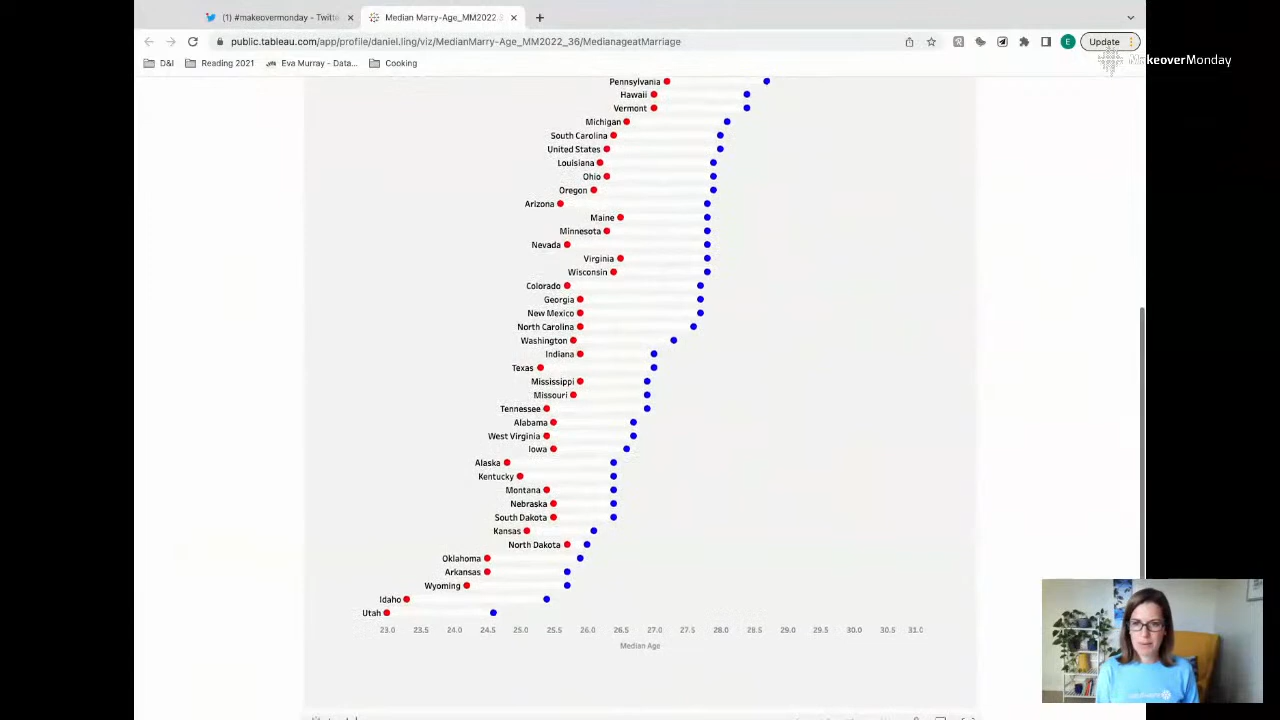 (1) #makeovermonday - Twitte
Median Marry-Age_MM2022
public.tableau.com/app/profile/daniel.ling/viz/MedianMarry-Age_MM2022_36/MedianageatMarriage
E
Update
D&I
Reading 2021
Eva Murray - Data...
Cooking
MakeoverMonday
Pennsylvania
Hawaii
Vermont
Michigan
South Carolina
United States
Louisiana
Ohio
Oregon
Arizona
Maine
Minnesota
Nevada
Virginia
Wisconsin
Colorado
Georgia
New Mexico
North Carolina
Washington
Indiana
Texas
Mississippi
Missouri
Tennessee
Alabama
West Virginia
Iowa
Alaska
Kentucky
Montana
Nebraska
South Dakota
Kansas
North Dakota
Oklahoma
Arkansas
Wyoming
Idaho
Utah
23.0 23.5 24.0 24.5 25.0 25.5 26.0 26.5 27.0 27.5 28.0 28.5 29.0 29.5 30.0 30.5 31.0
Median Age